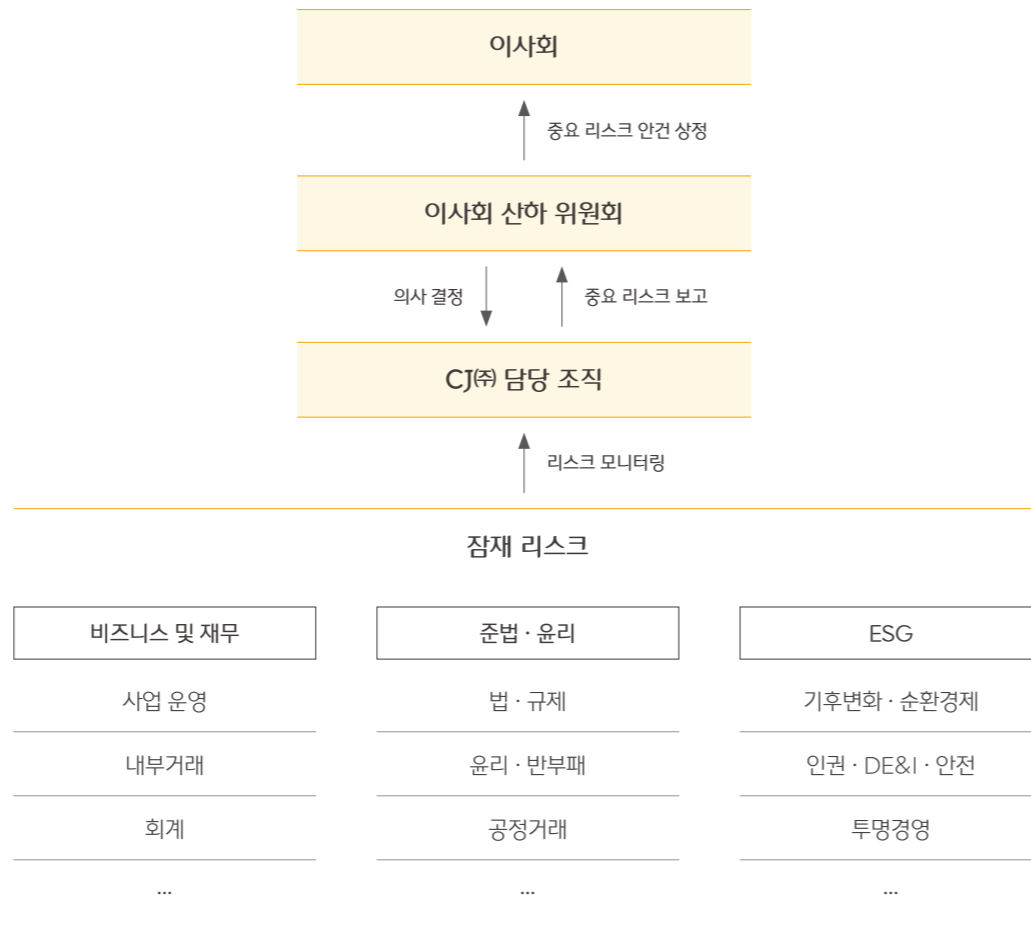 이사회
중요 리스크 안건 상정
이사회 산하 위원회
의사 결정
중요 리스크 보고
CJ㈜ 담당 조직
리스크 모니터링
잠재 리스크
비즈니스 및 재무
준법 · 윤리
ESG
사업 운영
법 · 규제
기후변화 · 순환경제
내부거래
윤리 · 반부패
인권 · DE&I · 안전
회계
공정거래
투명경영
...
...
...